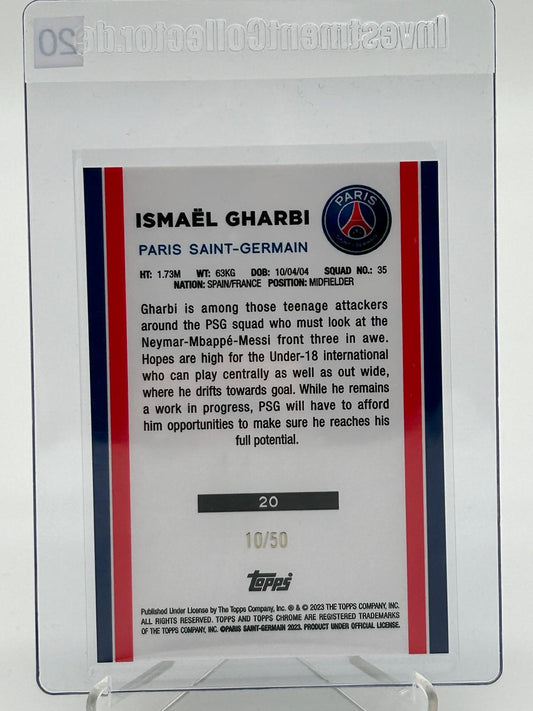 InvestmentCollector.de
20
PARIS
SAINT-GERMAIN
ISMAËL GHARBI
PARIS SAINT-GERMAIN
HT: 1.73M WT: 63KG DOB: 10/04/04 SQUAD NO.: 35
NATION: SPAIN/FRANCE POSITION: MIDFIELDER
Gharbi is among those teenage attackers
around the PSG squad who must look at the
Neymar-Mbappé-Messi front three in awe.
Hopes are high for the Under-18 international
who can play centrally as well as out wide,
where he drifts towards goal. While he remains
a work in progress, PSG will have to afford
him opportunities to make sure he reaches his
full potential.
20
10/50
topps
Published Under License by The Topps Company, Inc. ® & © 2023 THE TOPPS COMPANY, INC.
ALL RIGHTS RESERVED. TOPPS AND TOPPS CHROME ARE REGISTERED TRADEMARKS
OF THE TOPPS COMPANY, INC. ©PARIS SAINT-GERMAIN 2023. PRODUCT UNDER OFFICIAL LICENSE.